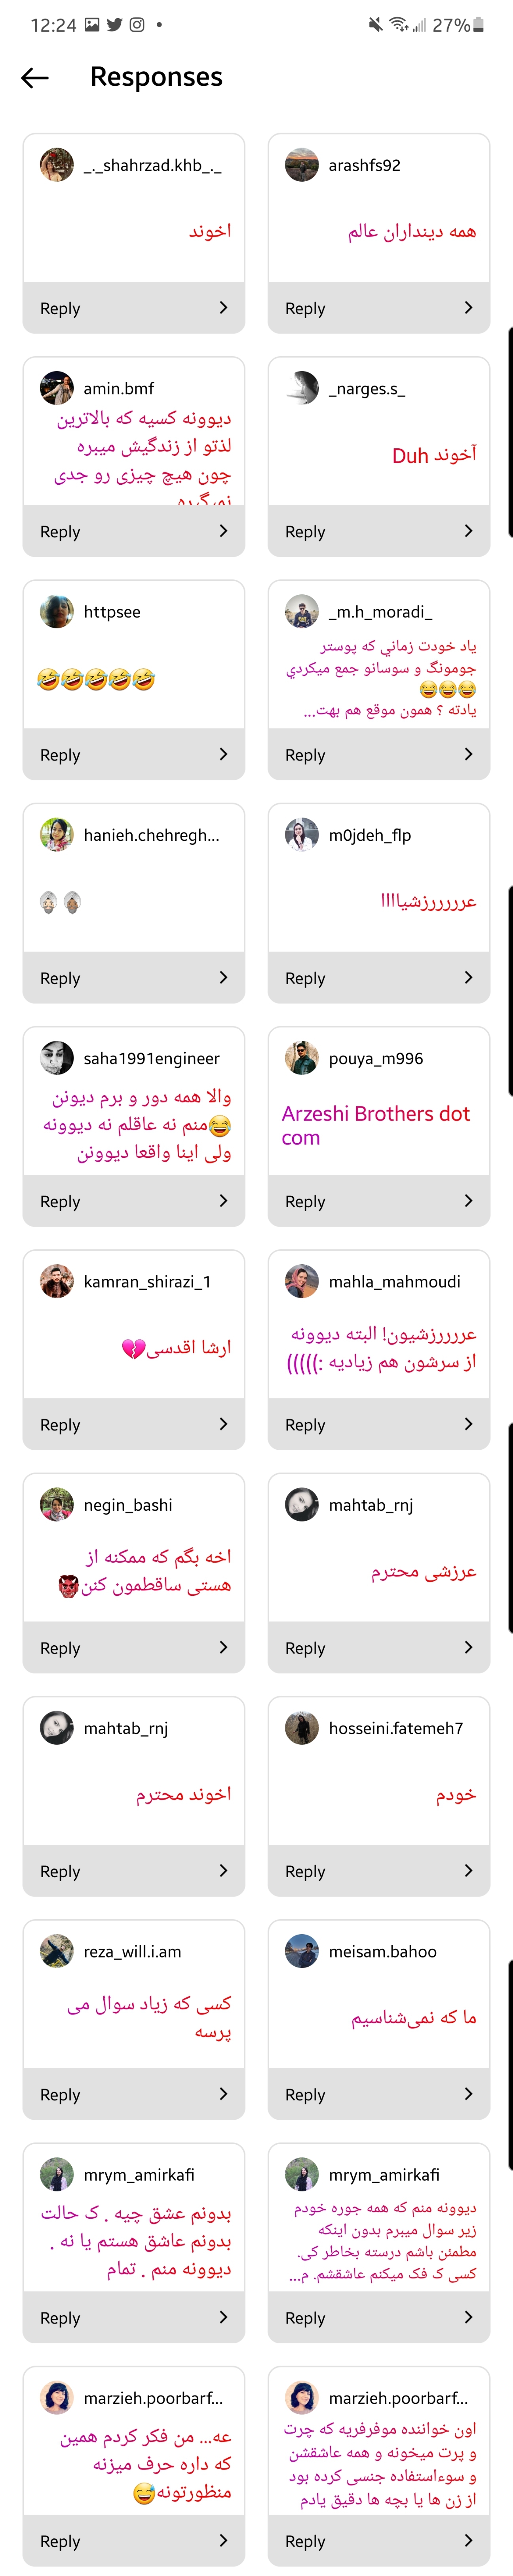 12:24
27%
Responses
_._shahrzad.khb_._
اخوند
Reply
arashfs92
همه دینداران عالم
Reply
amin.bmf
دیوونه کسیه که بالاترین
لذتو از زندگیش میبره
چون هیچ چیزی رو جدی
نمیگیره
Reply
_narges.s_
آخوند Duh
Reply
httpsee
🤣🤣🤣🤣🤣
Reply
_m.h_moradi_
یاد خودت زماني که پوستر
جومونگ و سوسانو جمع میکردي
😂😂😂
یادته ؟ همون موقع هم بهت...
Reply
hanieh.chehregh...
Reply
m0jdeh_flp
عررررررزشیاااا
Reply
saha1991engineer
والا همه دور و برم دیونن
😂منم نه عاقلم نه دیوونه
ولی اینا واقعا دیوونن
Reply
pouya_m996
Arzeshi Brothers dot
com
Reply
kamran_shirazi_1
ارشا اقدسی💔
Reply
mahla_mahmoudi
عررررزشیون! البته دیوونه
از سرشون هم زیادیه :)))))
Reply
negin_bashi
اخه بگم که ممکنه از
هستی ساقطمون کنن👹
Reply
mahtab_rnj
عرزشی محترم
Reply
mahtab_rnj
اخوند محترم
Reply
hosseini.fatemeh7
خودم
Reply
reza_will.i.am
کسی که زیاد سوال می
پرسه
Reply
meisam.bahoo
ما که نمی‌شناسیم
Reply
mrym_amirkafi
بدونم عشق چیه . ک حالت
بدونم عاشق هستم یا نه .
دیوونه منم . تمام
Reply
mrym_amirkafi
دیوونه منم که همه جوره خودم
زیر سوال میبرم بدون اینکه
مطمئن باشم درسته بخاطر کی.
کسی ک فک میکنم عاشقشم. م...
Reply
marzieh.poorbarf...
عه... من فکر کردم همین
که داره حرف میزنه
منظورتونه😅
Reply
marzieh.poorbarf...
اون خواننده موفرفریه که چرت
و پرت میخونه و همه عاشقشن
و سوءاستفاده جنسی کرده بود
از زن ها یا بچه ها دقیق یادم
Reply